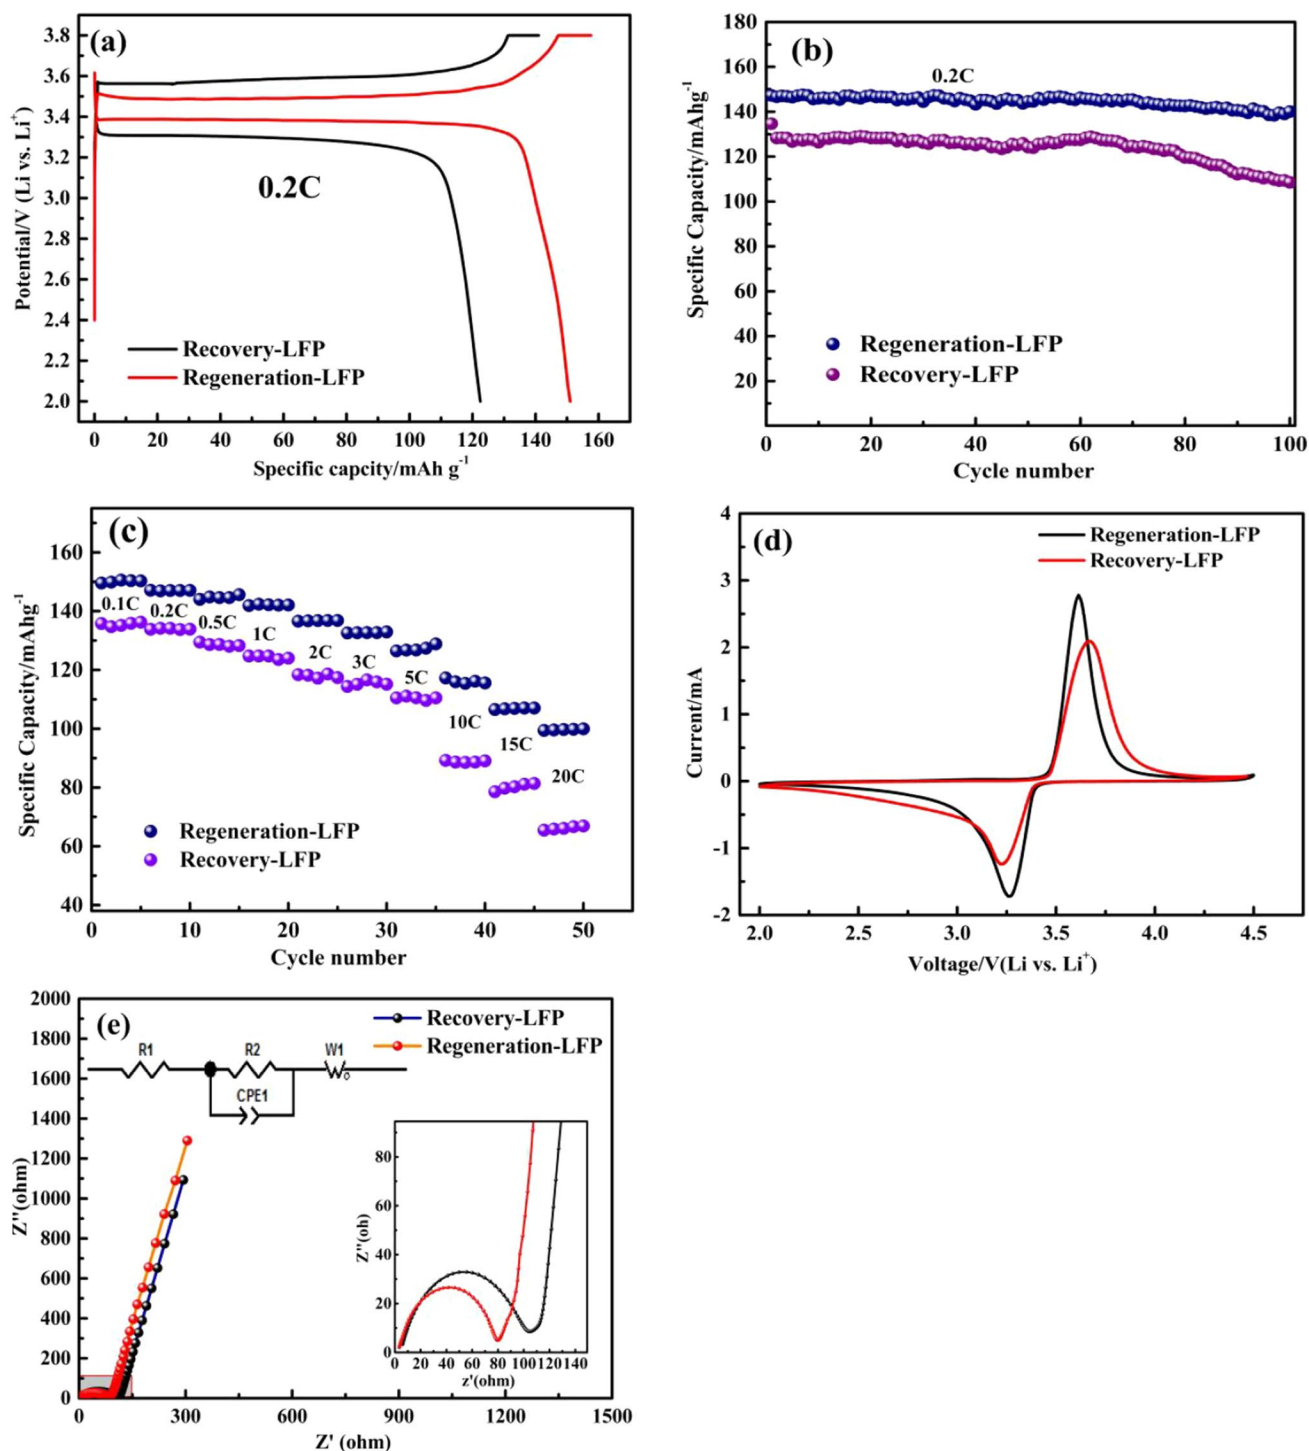 (a)
3.8
3.6
3.4
3.2
3.0
2.8
2.6
2.4
2.2
2.0
Potential/V (Li vs. Li+)
0.2C
Recovery-LFP
Regeneration-LFP
0 20 40 60 80 100 120 140 160
Specific capcity/mAh g-1
(b)
180
160
140
120
100
80
60
40
20
Specific Capacity/mAhg-1
0.2C
Regeneration-LFP
Recovery-LFP
0 20 40 60 80 100
Cycle number
(c)
160
140
120
100
80
60
40
Specific Capacity/mAhg-1
0.1C
0.2C
0.5C
1C
2C
3C
5C
10C
15C
20C
Regeneration-LFP
Recovery-LFP
0 10 20 30 40 50
Cycle number
(d)
4
3
2
1
0
-1
-2
Current/mA
Regeneration-LFP
Recovery-LFP
2.0 2.5 3.0 3.5 4.0 4.5
Voltage/V(Li vs. Li+)
(e)
2000
1800
1600
1400
1200
1000
800
600
400
200
0
Z''(ohm)
Recovery-LFP
Regeneration-LFP
R1 R2 W1
CPE1
o
80
60
40
20
0
Z''(oh)
0 20 40 60 80 100 120 140
z'(ohm)
0 300 600 900 1200 1500
Z' (ohm)